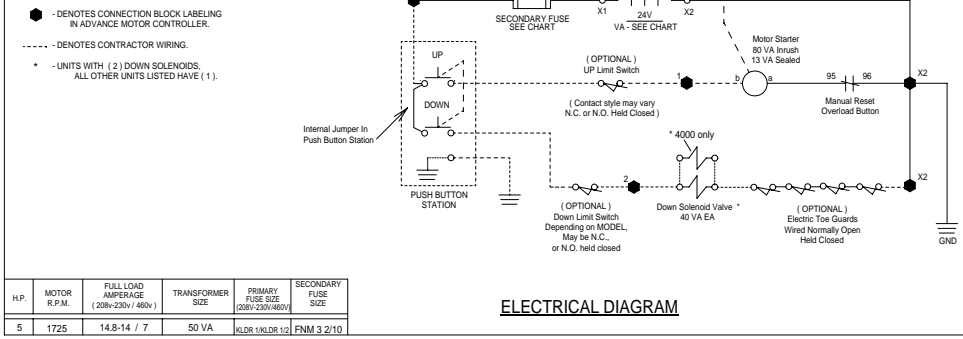 - DENOTES CONNECTION BLOCK LABELING
IN ADVANCE MOTOR CONTROLLER.
- DENOTES CONTRACTOR WIRING.
* - UNITS WITH ( 2 ) DOWN SOLENOIDS,
ALL OTHER UNITS LISTED HAVE ( 1 ).
SECONDARY FUSE
SEE CHART
X1
24V
X2
VA - SEE CHART
Motor Starter
80 VA Inrush
13 VA Sealed
UP
( OPTIONAL )
UP Limit Switch
1
b
a
95
96
X2
( Contact style may vary
N.C. or N.O. Held Closed )
Manual Reset
Overload Button
DOWN
Internal Jumper In
Push Button Station
* 4000 only
PUSH BUTTON
STATION
2
X2
( OPTIONAL )
Down Limit Switch
Depending on MODEL,
May be N.C.,
or N.O. held closed
Down Solenoid Valve *
40 VA EA
( OPTIONAL )
Electric Toe Guards
Wired Normally Open
Held Closed
GND
H.P.
MOTOR
R.P.M.
FULL LOAD
AMPERAGE
( 208v-230v / 460v )
TRANSFORMER
SIZE
PRIMARY
FUSE SIZE
(208V-230V/460V)
SECONDARY
FUSE
SIZE
5 1725 14.8-14 / 7 50 VA KLDR 1/KLDR 1/2 FNM 3 2/10
ELECTRICAL DIAGRAM